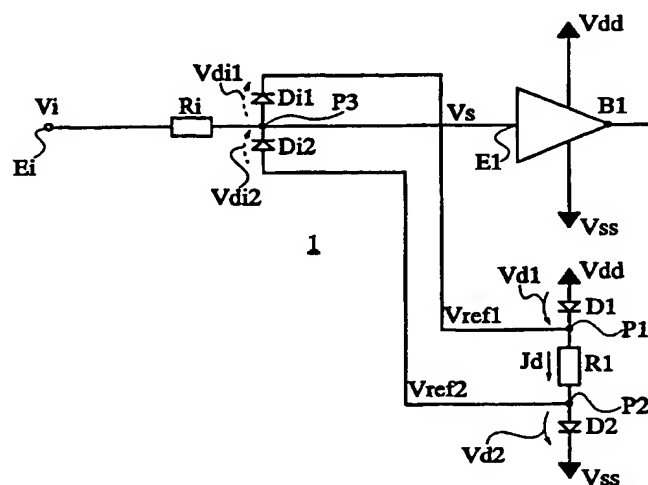 Vdd
Vdi1
Vi
Ri
Di1
P3
Vs
B1
Ei
Di2
E1
Vdi2
Vss
1
Vdd
Vd1
D1
Vref1
P1
Jd
R1
Vref2
P2
D2
Vd2
Vss